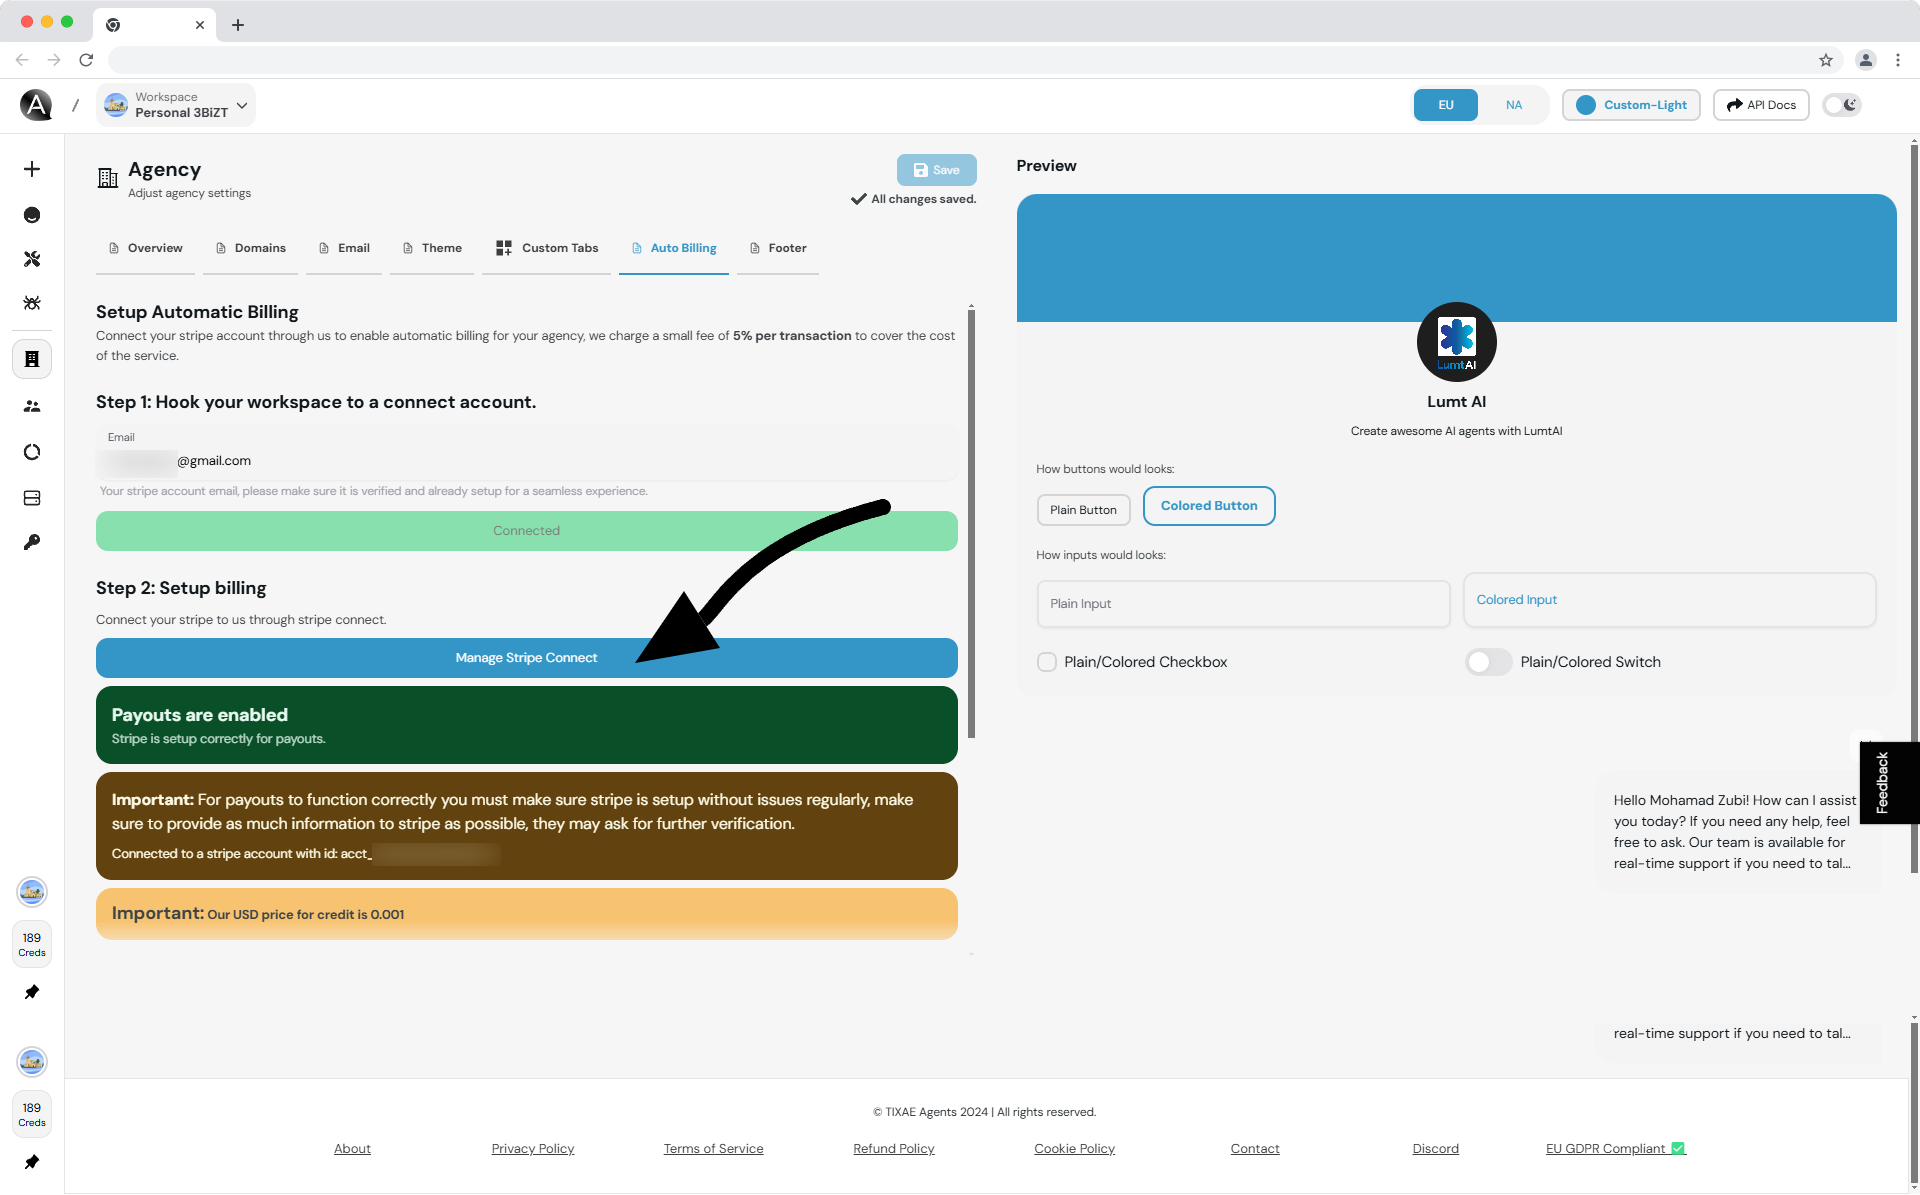 Workspace
Personal 3BiZT
EU
NA
Custom-Light
API Docs
Agency
Adjust agency settings
Save
All changes saved.
Overview
Domains
Email
Theme
Custom Tabs
Auto Billing
Footer
Setup Automatic Billing
Connect your stripe account through us to enable automatic billing for your agency, we charge a small fee of 5% per transaction to cover the cost
of the service.
Step 1: Hook your workspace to a connect account.
Email
@gmail.com
Your stripe account email, please make sure it is verified and already setup for a seamless experience.
Connected
Step 2: Setup billing
Connect your stripe to us through stripe connect.
Manage Stripe Connect
Payouts are enabled
Stripe is setup correctly for payouts.
Important: For payouts to function correctly you must make sure stripe is setup without issues regularly, make
sure to provide as much information to stripe as possible, they may ask for further verification.
Connected to a stripe account with id: acct_
Important: Our USD price for credit is 0.001
Preview
LumtAI
Lumt AI
Create awesome AI agents with LumtAI
How buttons would looks:
Plain Button
Colored Button
How inputs would looks:
Plain Input
Colored Input
Plain/Colored Checkbox
Plain/Colored Switch
Feedback
Hello Mohamad Zubi! How can I assist
you today? If you need any help, feel
free to ask. Our team is available for
real-time support if you need to tal...
real-time support if you need to tal...
189
Creds
189
Creds
© TIXAE Agents 2024 | All rights reserved.
About
Privacy Policy
Terms of Service
Refund Policy
Cookie Policy
Contact
Discord
EU GDPR Compliant ✅